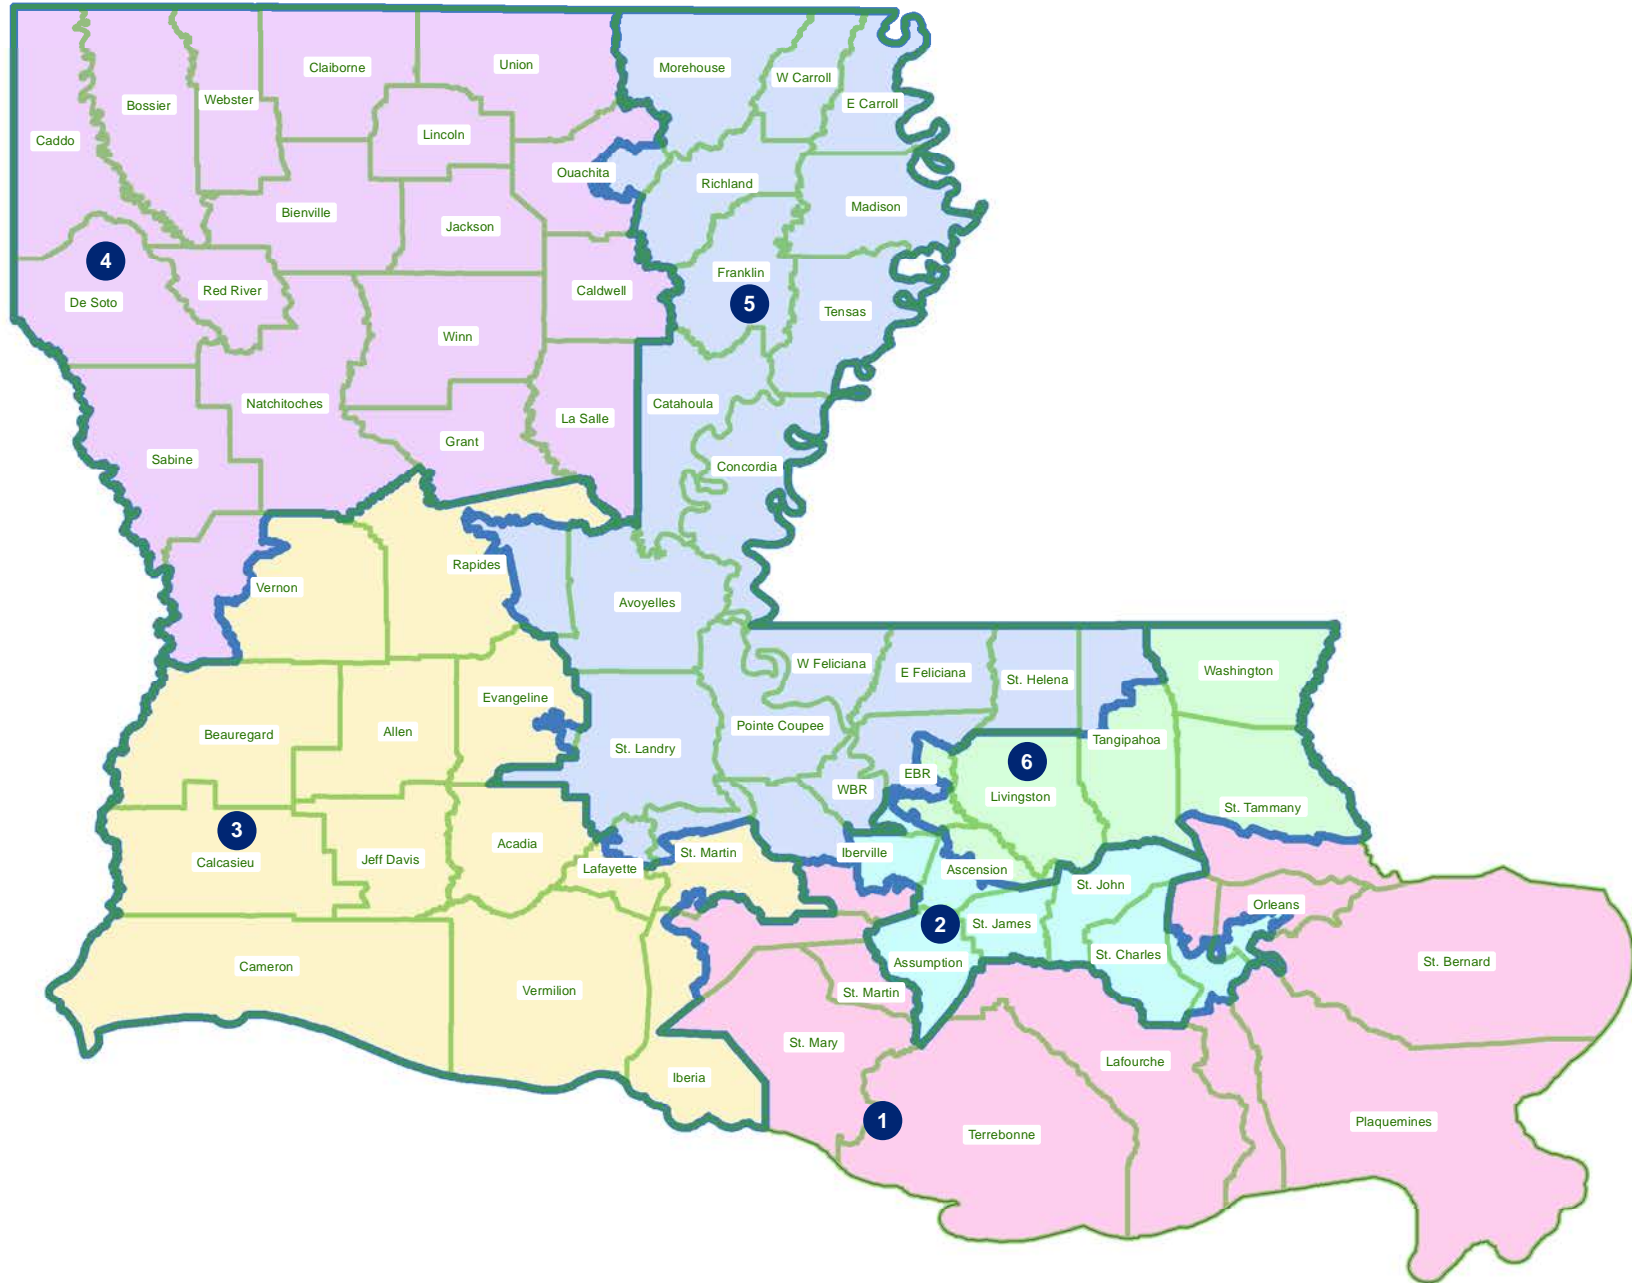 Claiborne
Union
Morehouse
W Carroll
Bossier
Webster
E Carroll
Caddo
Lincoln
Ouachita
Richland
Bienville
Madison
Jackson
4
De Soto
Red River
Caldwell
Franklin
5
Tensas
Winn
Natchitoches
Catahoula
La Salle
Grant
Sabine
Concordia
Rapides
Vernon
Avoyelles
W Feliciana
E Feliciana
St. Helena
Washington
Evangeline
Beauregard
Allen
St. Landry
Pointe Coupee
Tangipahoa
6
EBR
WBR
Livingston
St. Tammany
3
Calcasieu
Jeff Davis
Acadia
Lafayette
St. Martin
Iberville
Ascension
St. John
Orleans
2
St. James
Assumption
St. Charles
St. Bernard
Cameron
Vermilion
St. Martin
St. Mary
Lafourche
Iberia
1
Terrebonne
Plaquemines